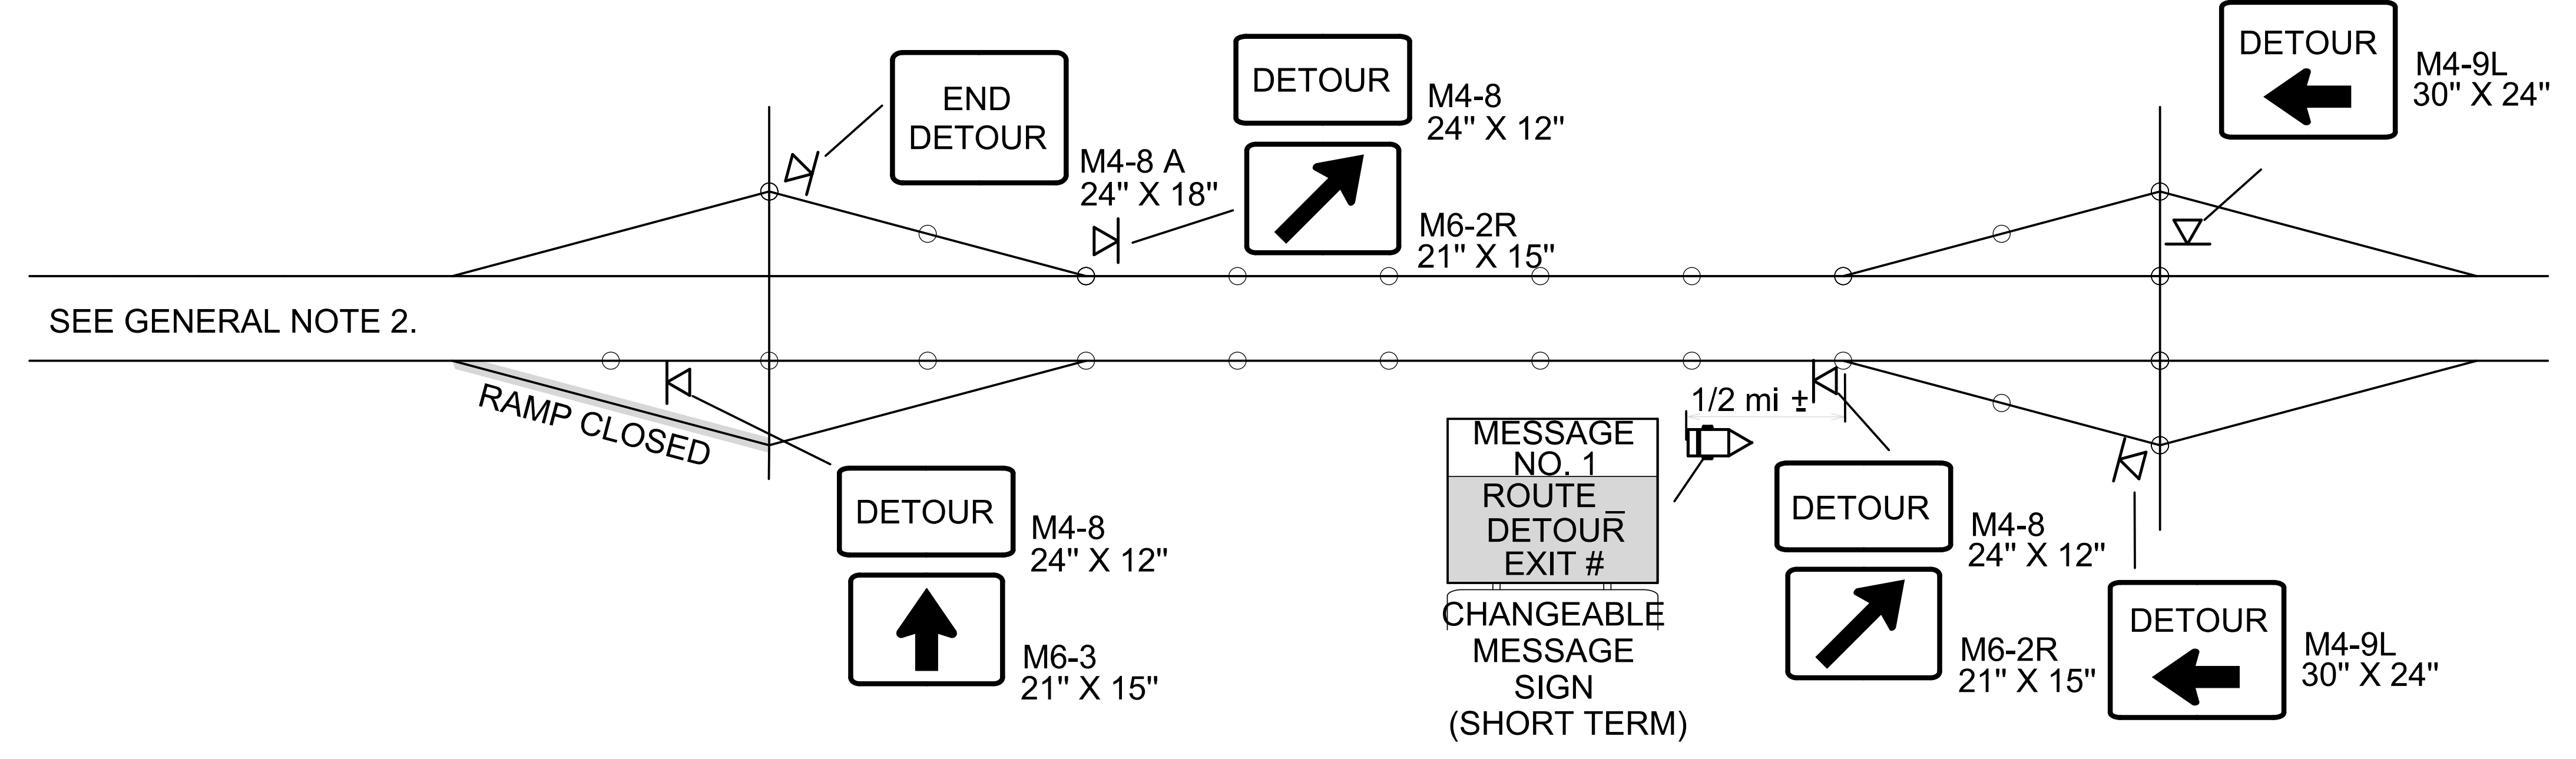 DETOUR
M4-9L
30" X 24"
END
DETOUR
M4-8 A
24" X 18"
DETOUR
M4-8
24" X 12"
M6-2R
21" X 15"
SEE GENERAL NOTE 2.
RAMP CLOSED
1/2 mi ±
MESSAGE
NO. 1
ROUTE _
DETOUR
EXIT #
CHANGEABLE
MESSAGE
SIGN
(SHORT TERM)
DETOUR
M4-8
24" X 12"
M6-3
21" X 15"
DETOUR
M4-8
24" X 12"
M6-2R
21" X 15"
DETOUR
M4-9L
30" X 24"